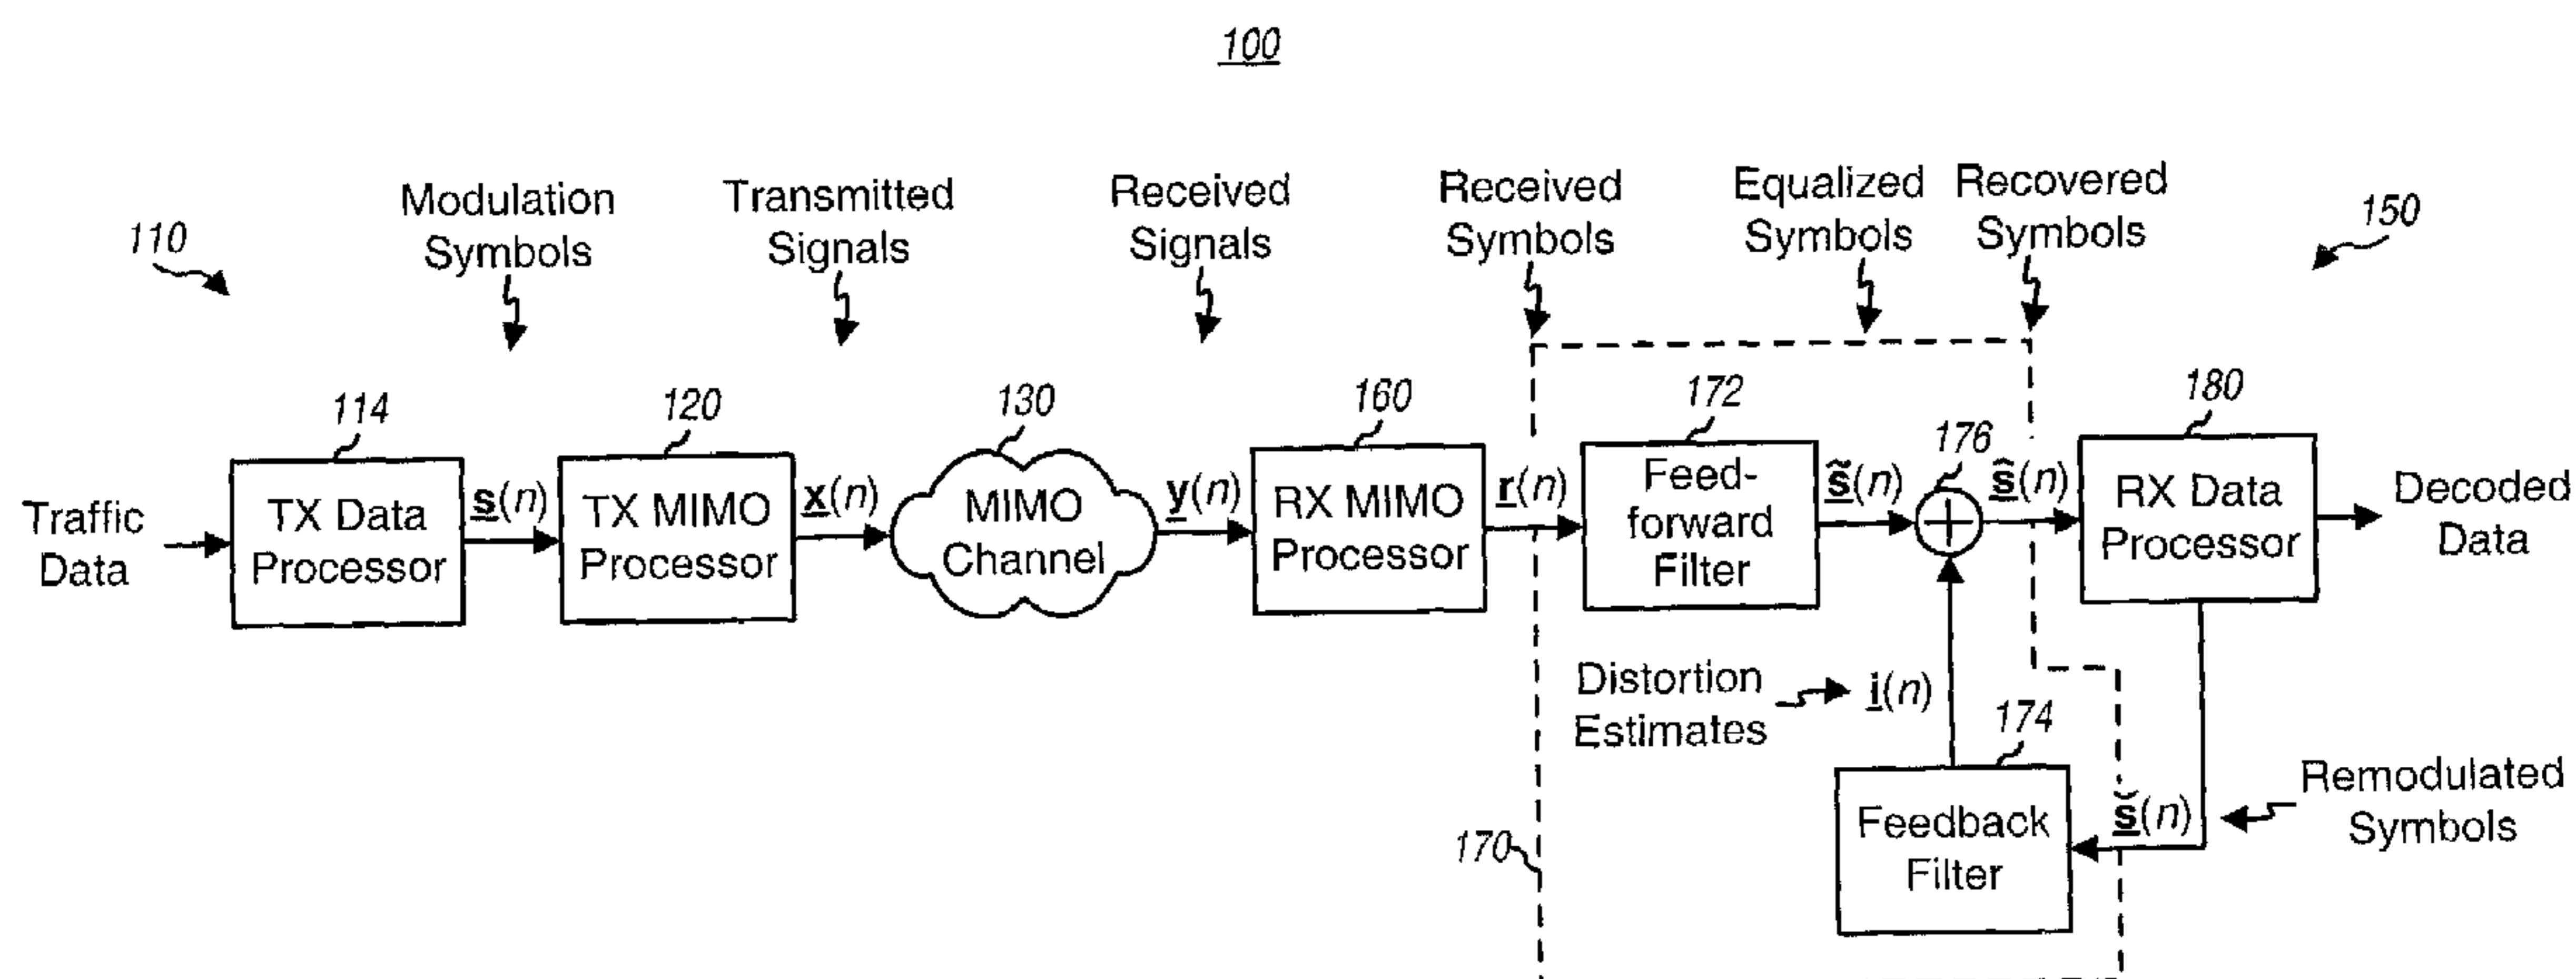 100
110
Modulation
Symbols
Transmitted
Signals
Received
Signals
Received
Symbols
Equalized
Symbols
Recovered
Symbols
150
Traffic
Data
114
TX Data
Processor
s(n)
120
TX MIMO
Processor
x(n)
130
MIMO
Channel
y(n)
160
RX MIMO
Processor
r(n)
172
Feed-
forward
Filter
s̃(n)
176
ŝ(n)
180
RX Data
Processor
Decoded
Data
Distortion
Estimates
i(n)
174
Feedback
Filter
š(n)
Remodulated
Symbols
170